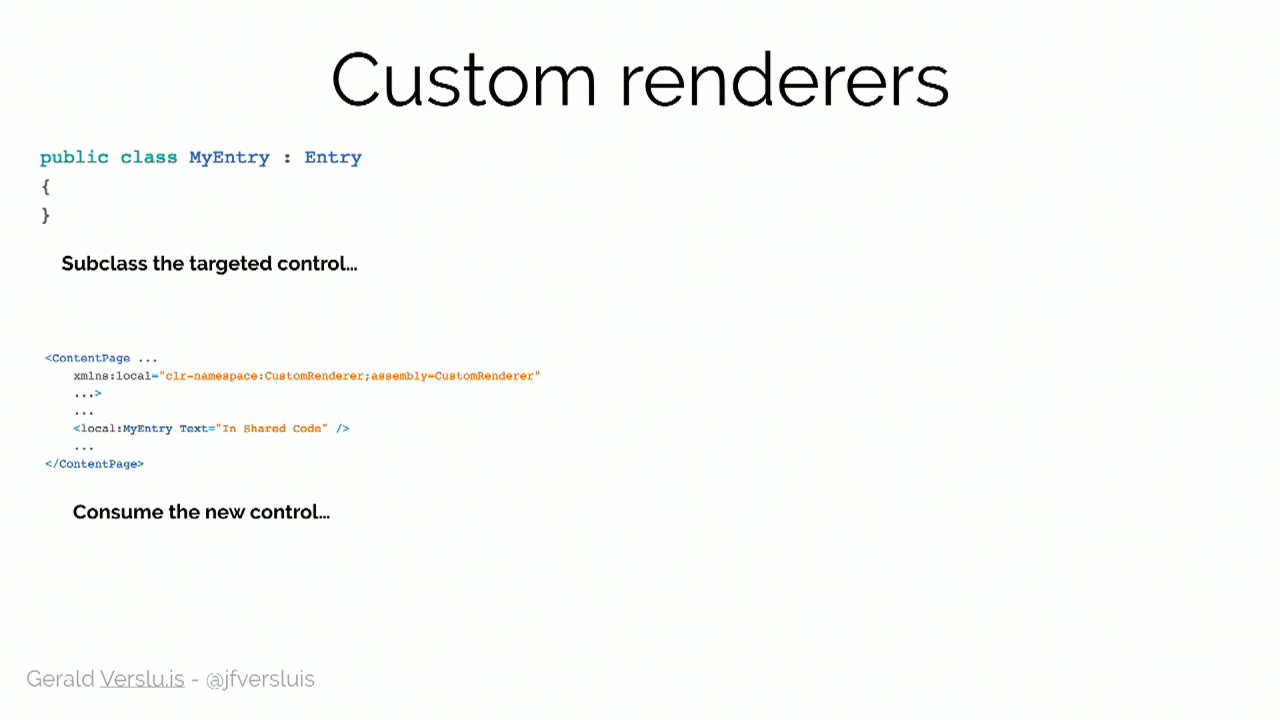 Custom renderers
public class MyEntry : Entry
{
}
Subclass the targeted control…
<ContentPage ...
xmlns:local="clr-namespace:CustomRenderer;assembly=CustomRenderer"
...>
...
<local:MyEntry Text="In Shared Code" />
...
</ContentPage>
Consume the new control…
Gerald Verslu.is - @jfversluis